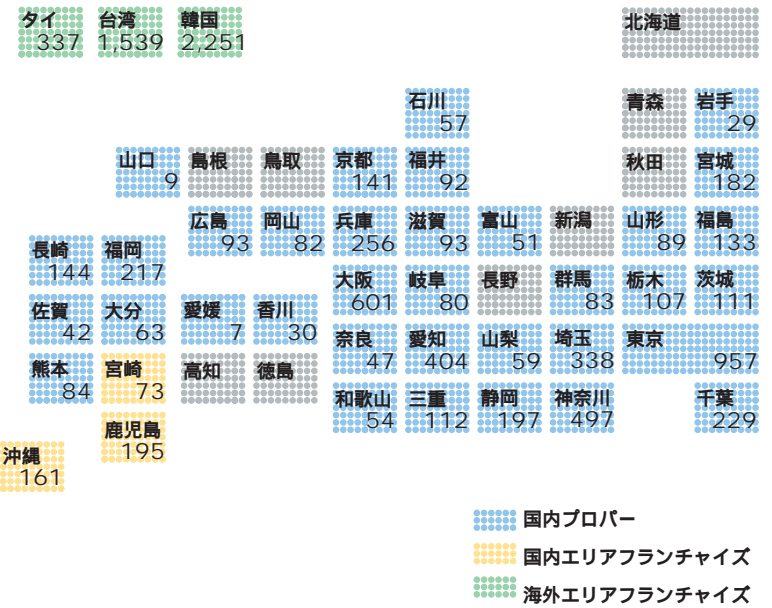 タイ 台湾 韓国 北海道
337 1,539 2,251
石川 青森 岩手
57 29
山口 島根 鳥取 京都 福井 秋田 宮城
9 141 92 182
広島 岡山 兵庫 滋賀 富山 新潟 山形 福島
93 82 256 93 51 89 133
長崎 福岡
144 217
大阪 岐阜 長野 群馬 栃木 茨城
601 80 83 107 111
佐賀 大分 愛媛 香川
42 63 7 30
奈良 愛知 山梨 埼玉 東京
47 404 59 338 957
熊本 宮崎 高知 徳島
84 73
和歌山 三重 静岡 神奈川 千葉
54 112 197 497 229
鹿児島
195
沖縄
161
国内プロパー
国内エリアフランチャイズ
海外エリアフランチャイズ